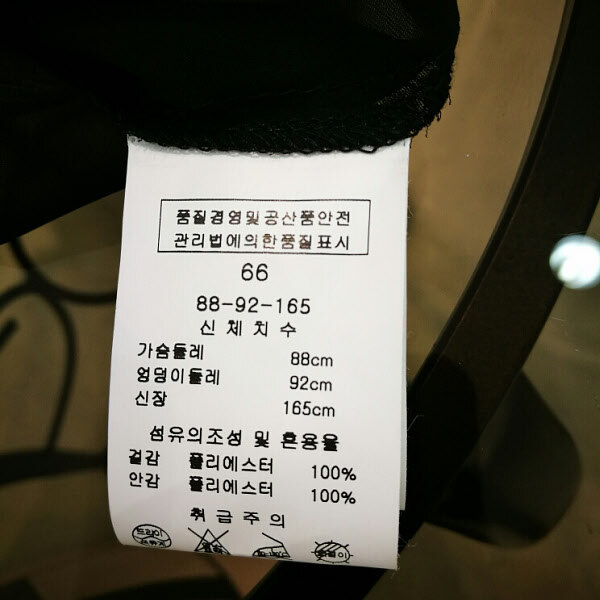 품질경영및공산품안전
관리법에의한품질표시
66
88-92-165
신체치수
가슴둘레 88cm
엉덩이둘레 92cm
신장 165cm
섬유의조성 및 혼용율
겉감 폴리에스터 100%
안감 폴리에스터 100%
취급주의
드라이